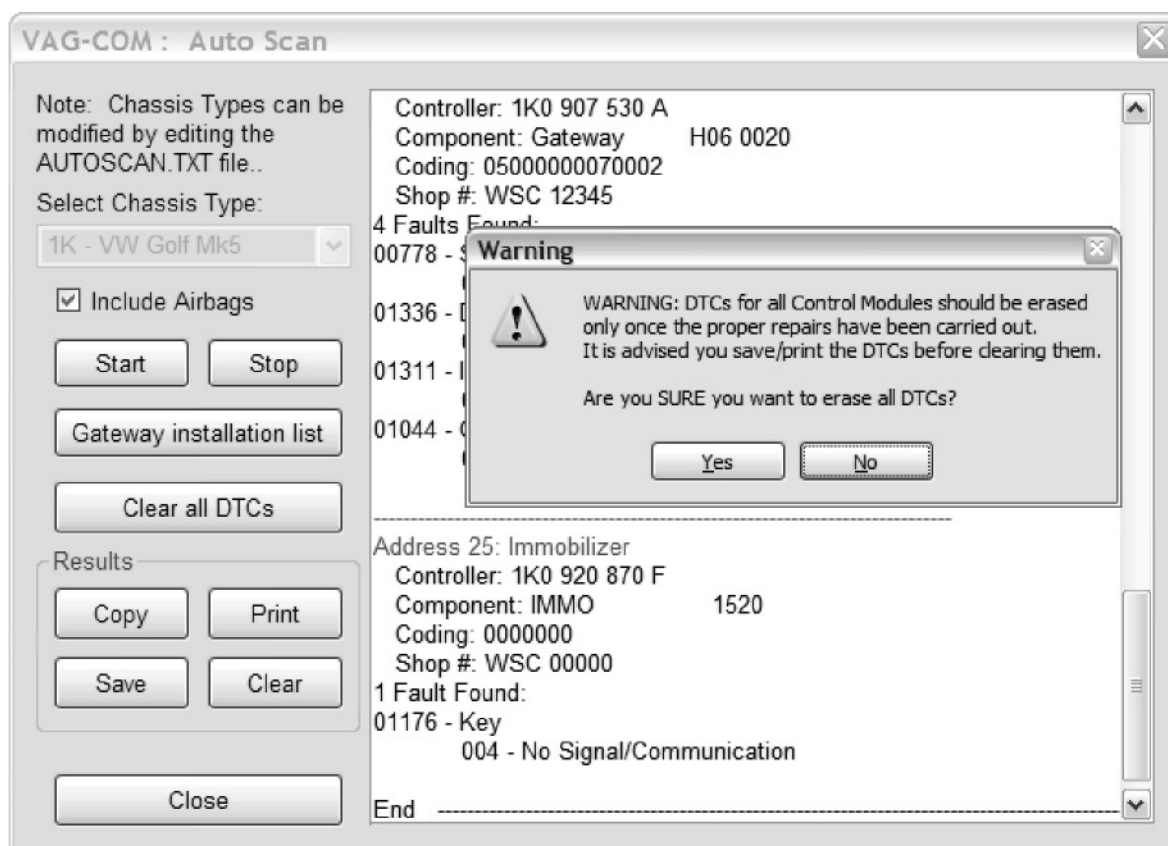 VAG-COM : Auto Scan
Note: Chassis Types can be
modified by editing the
AUTOSCAN.TXT file..
Select Chassis Type:
1K - VW Golf Mk5
Include Airbags
Start Stop
Gateway installation list
Clear all DTCs
Results
Copy Print
Save Clear
Close
Controller: 1K0 907 530 A
Component: Gateway H06 0020
Coding: 05000000070002
Shop #: WSC 12345
4 Faults Found:
00778 -
01336 -
01311 -
01044 -
Warning
WARNING: DTCs for all Control Modules should be erased
only once the proper repairs have been carried out.
It is advised you save/print the DTCs before clearing them.
Are you SURE you want to erase all DTCs?
Yes No
Address 25: Immobilizer
Controller: 1K0 920 870 F
Component: IMMO 1520
Coding: 0000000
Shop #: WSC 00000
1 Fault Found:
01176 - Key
004 - No Signal/Communication
End